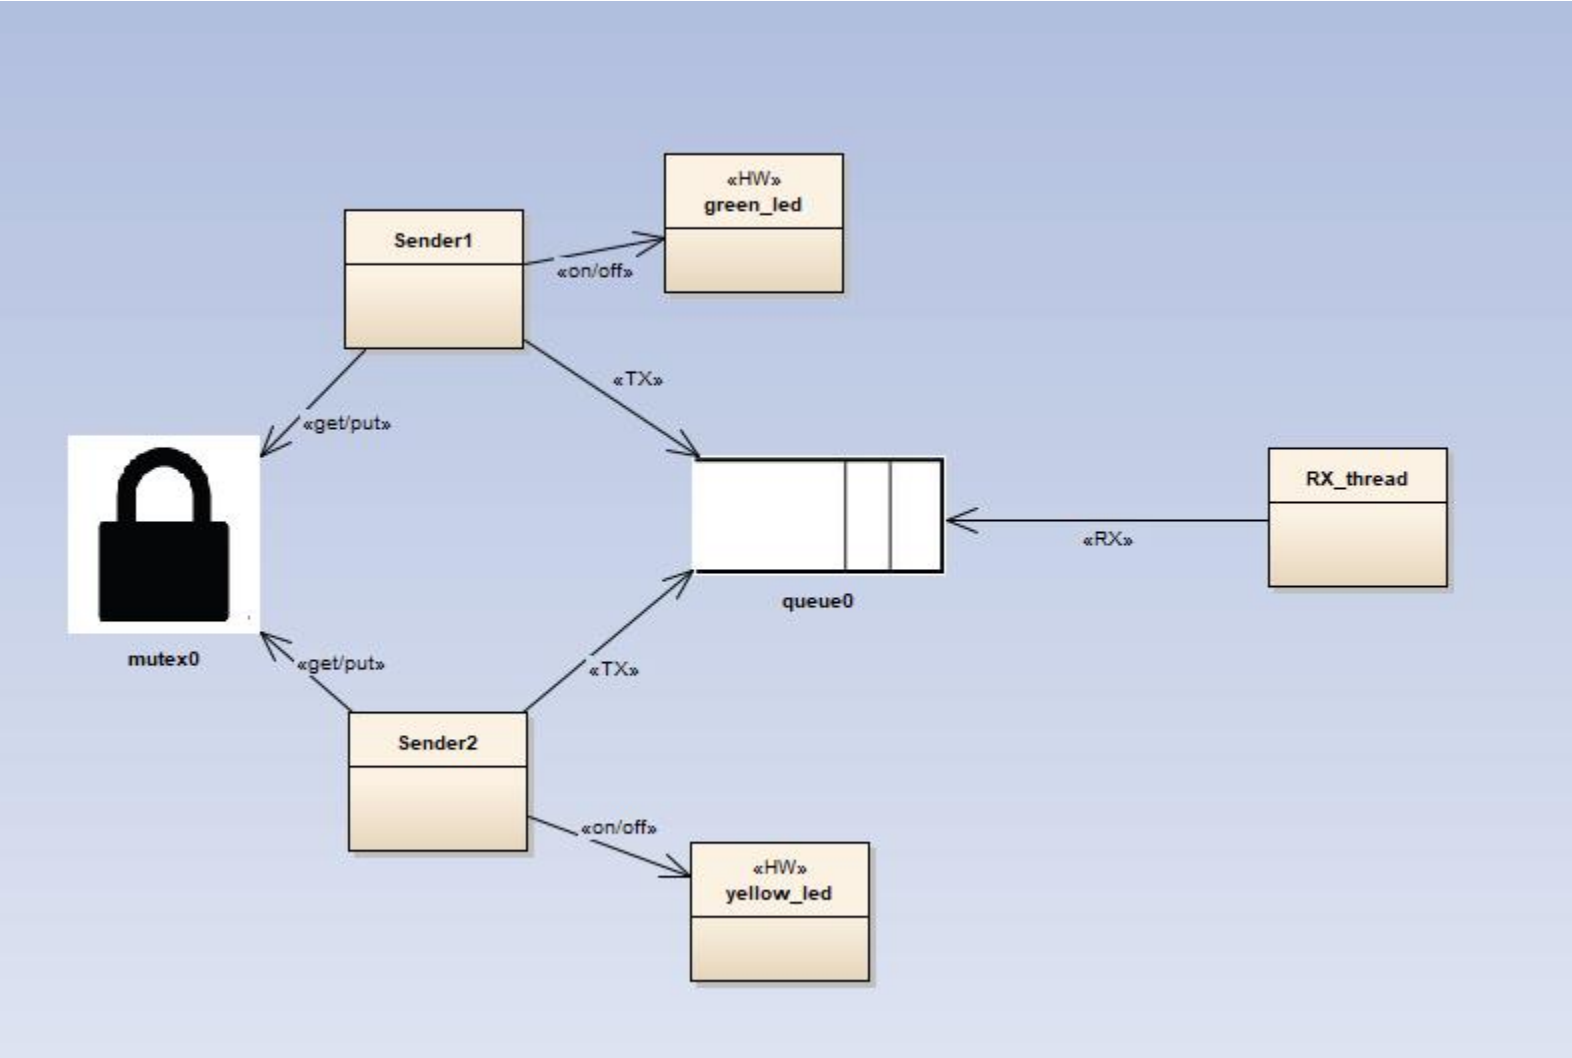 «HW»
green_led
Sender1
«on/off»
«TX»
«get/put»
RX_thread
«RX»
queue0
mutex0
«get/put»
«TX»
Sender2
«on/off»
«HW»
yellow_led